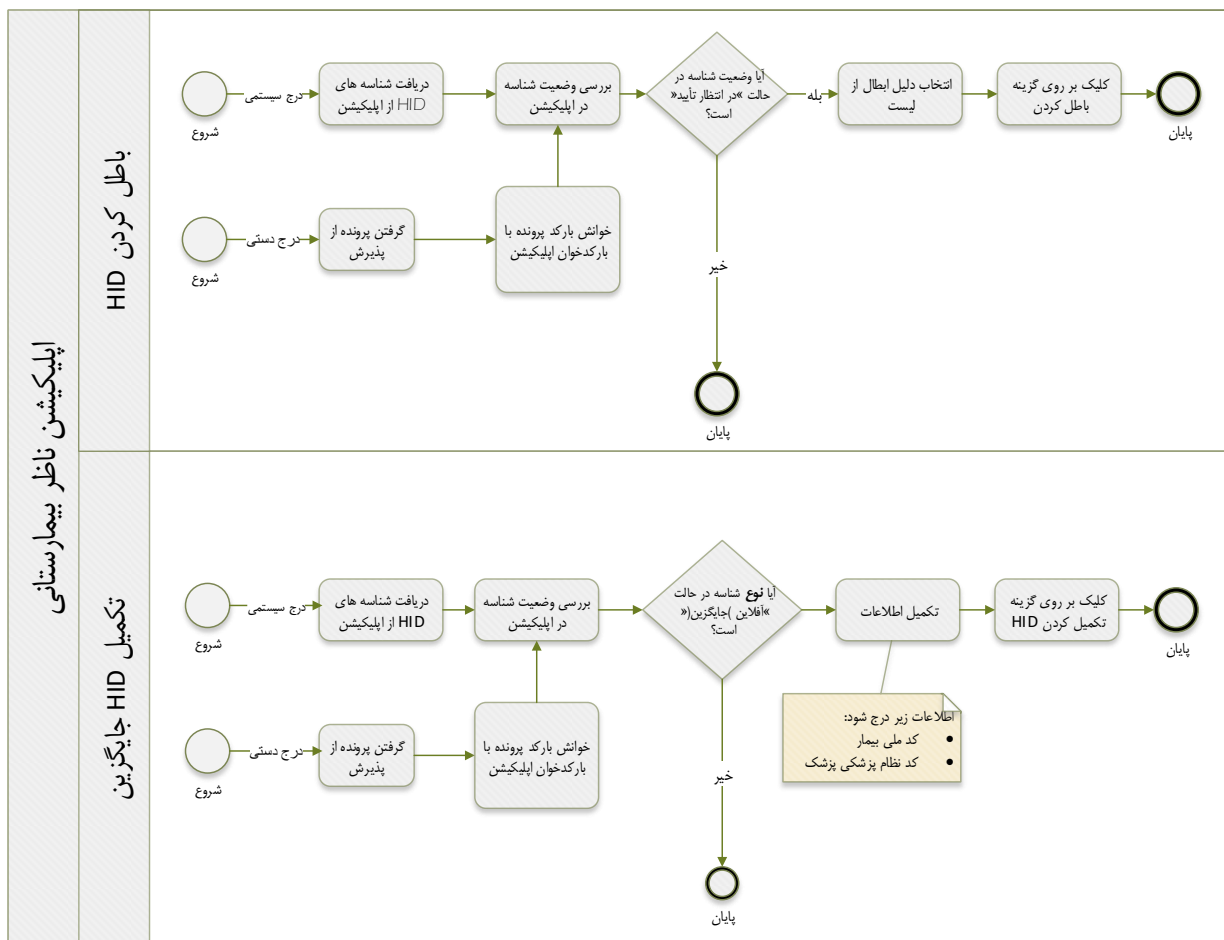 اپلیکیشن ناظر بیمارستانی
باطل کردن HID
شروع
درج سیستمی
دریافت شناسه های
HID از اپلیکیشن
بررسی وضعیت شناسه
در اپلیکیشن
آیا وضعیت شناسه در
حالت »در انتظار تأیید«
است؟
بله
انتخاب دلیل ابطال از
لیست
کلیک بر روی گزینه
باطل کردن
پایان
شروع
درج دستی
گرفتن پرونده از
پذیرش
خوانش بارکد پرونده با
بارکدخوان اپلیکیشن
خیر
پایان
تکمیل HID جایگزین
شروع
درج سیستمی
دریافت شناسه های
HID از اپلیکیشن
بررسی وضعیت شناسه
در اپلیکیشن
آیا نوع شناسه در حالت
»آفلاین )جایگزین(«
است؟
تکمیل اطلاعات
کلیک بر روی گزینه
تکمیل کردن HID
پایان
اطلاعات زیر درج شود:
• کد ملی بیمار
• کد نظام پزشکی پزشک
شروع
درج دستی
گرفتن پرونده از
پذیرش
خوانش بارکد پرونده با
بارکدخوان اپلیکیشن
خیر
پایان